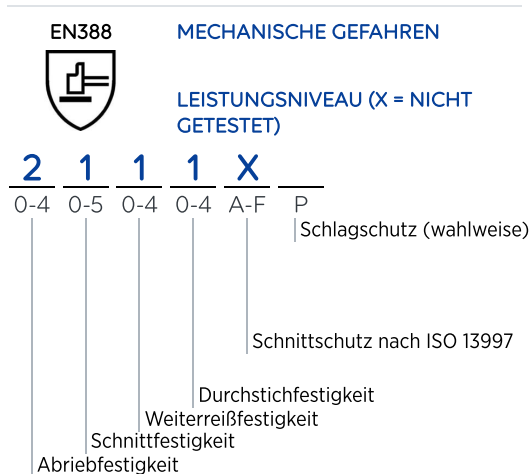 EN388
MECHANISCHE GEFAHREN
LEISTUNGSNIVEAU (X = NICHT
GETESTET)
2 1 1 1 X
0-4 0-5 0-4 0-4 A-F P
Schlagschutz (wahlweise)
Schnittschutz nach ISO 13997
Durchstichfestigkeit
Weiterreißfestigkeit
Schnittfestigkeit
Abriebfestigkeit